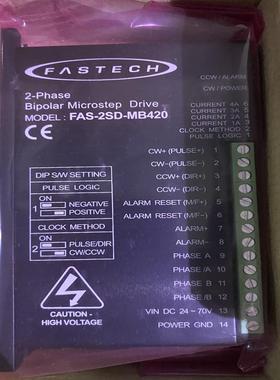 FASTECH
2-Phase
Bipolar Microstep Drive
MODEL : FAS-2SD-MB420
CE
CCW / ALARM
CW / POWER
CURRENT 4A 6
CURRENT 3A 5
CURRENT 2A 4
CURRENT 1A 3
CLOCK METHOD 2
PULSE LOGIC 1
DIP S/W SETTING
PULSE LOGIC
ON
1
NEGATIVE
POSITIVE
CLOCK METHOD
ON
2
PULSE/DIR
CW/CCW
CAUTION -
HIGH VOLTAGE
CW+ (PULSE+) 1
CW- (PULSE-) 2
CCW+ (DIR+) 3
CCW- (DIR-) 4
ALARM RESET (M/F+) 5
ALARM RESET (M/F-) 6
ALARM+ 7
ALARM- 8
PHASE A 9
PHASE /A 10
PHASE B 11
PHASE /B 12
VIN DC 24 ~ 70V 13
POWER GND 14